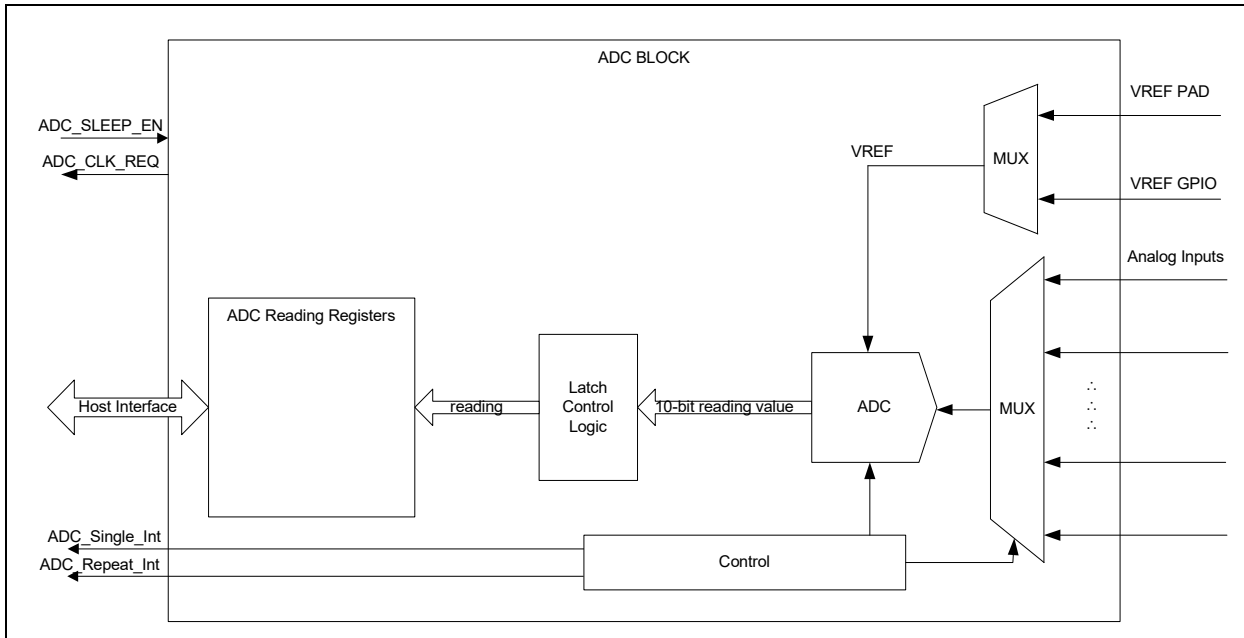 ADC BLOCK
VREF PAD
ADC_SLEEP_EN
VREF
MUX
ADC_CLK_REQ
VREF GPIO
Analog Inputs
ADC Reading Registers
Latch
Control
Logic
Host Interface
reading
10-bit reading value
ADC
MUX
ADC_Single_Int
ADC_Repeat_Int
Control